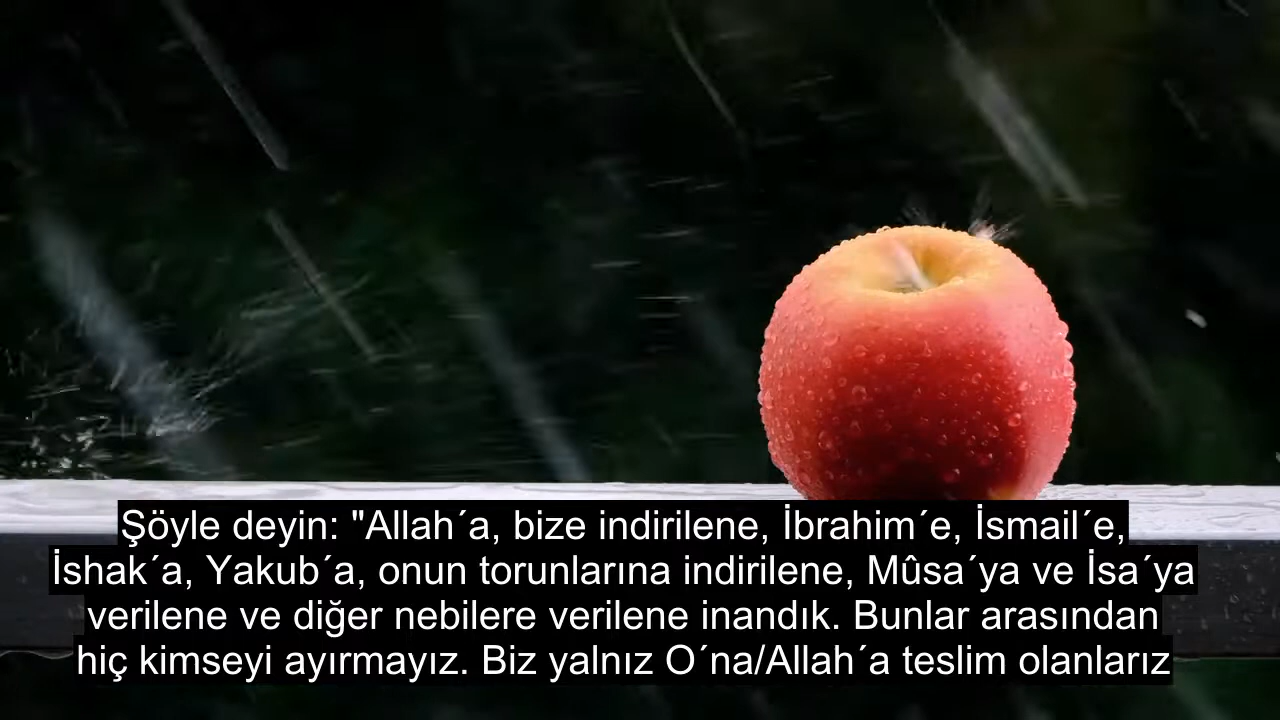 Şöyle deyin: "Allah´a, bize indirilene, İbrahim´e, İsmail´e,
İshak´a, Yakub´a, onun torunlarına indirilene, Mûsa´ya ve İsa´ya
verilene ve diğer nebilere verilene inandık. Bunlar arasından
hiç kimseyi ayırmayız. Biz yalnız O´na/Allah´a teslim olanlarız